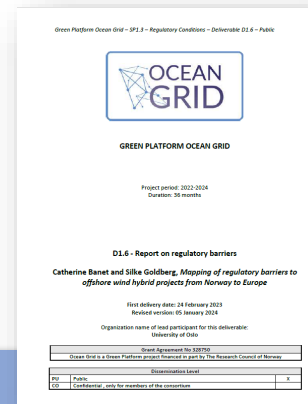 Green Platform Ocean Grid – SP1.3 – Regulatory Conditions – Deliverable D1.6 – Public
OCEAN
GRID
GREEN PLATFORM OCEAN GRID
Project period: 2022-2024
Duration: 36 months
D1.6 - Report on regulatory barriers
Catherine Banet and Silke Goldberg, Mapping of regulatory barriers to
offshore wind hybrid projects from Norway to Europe
First delivery date: 24 February 2023
Revised version: 05 January 2024
Organization name of lead participant for this deliverable:
University of Oslo
Grant Agreement No 328750
Ocean Grid is a Green Platform project financed in part by The Research Council of Norway
Dissemination Level
PU Public X
CO Confidential , only for members of the consortium